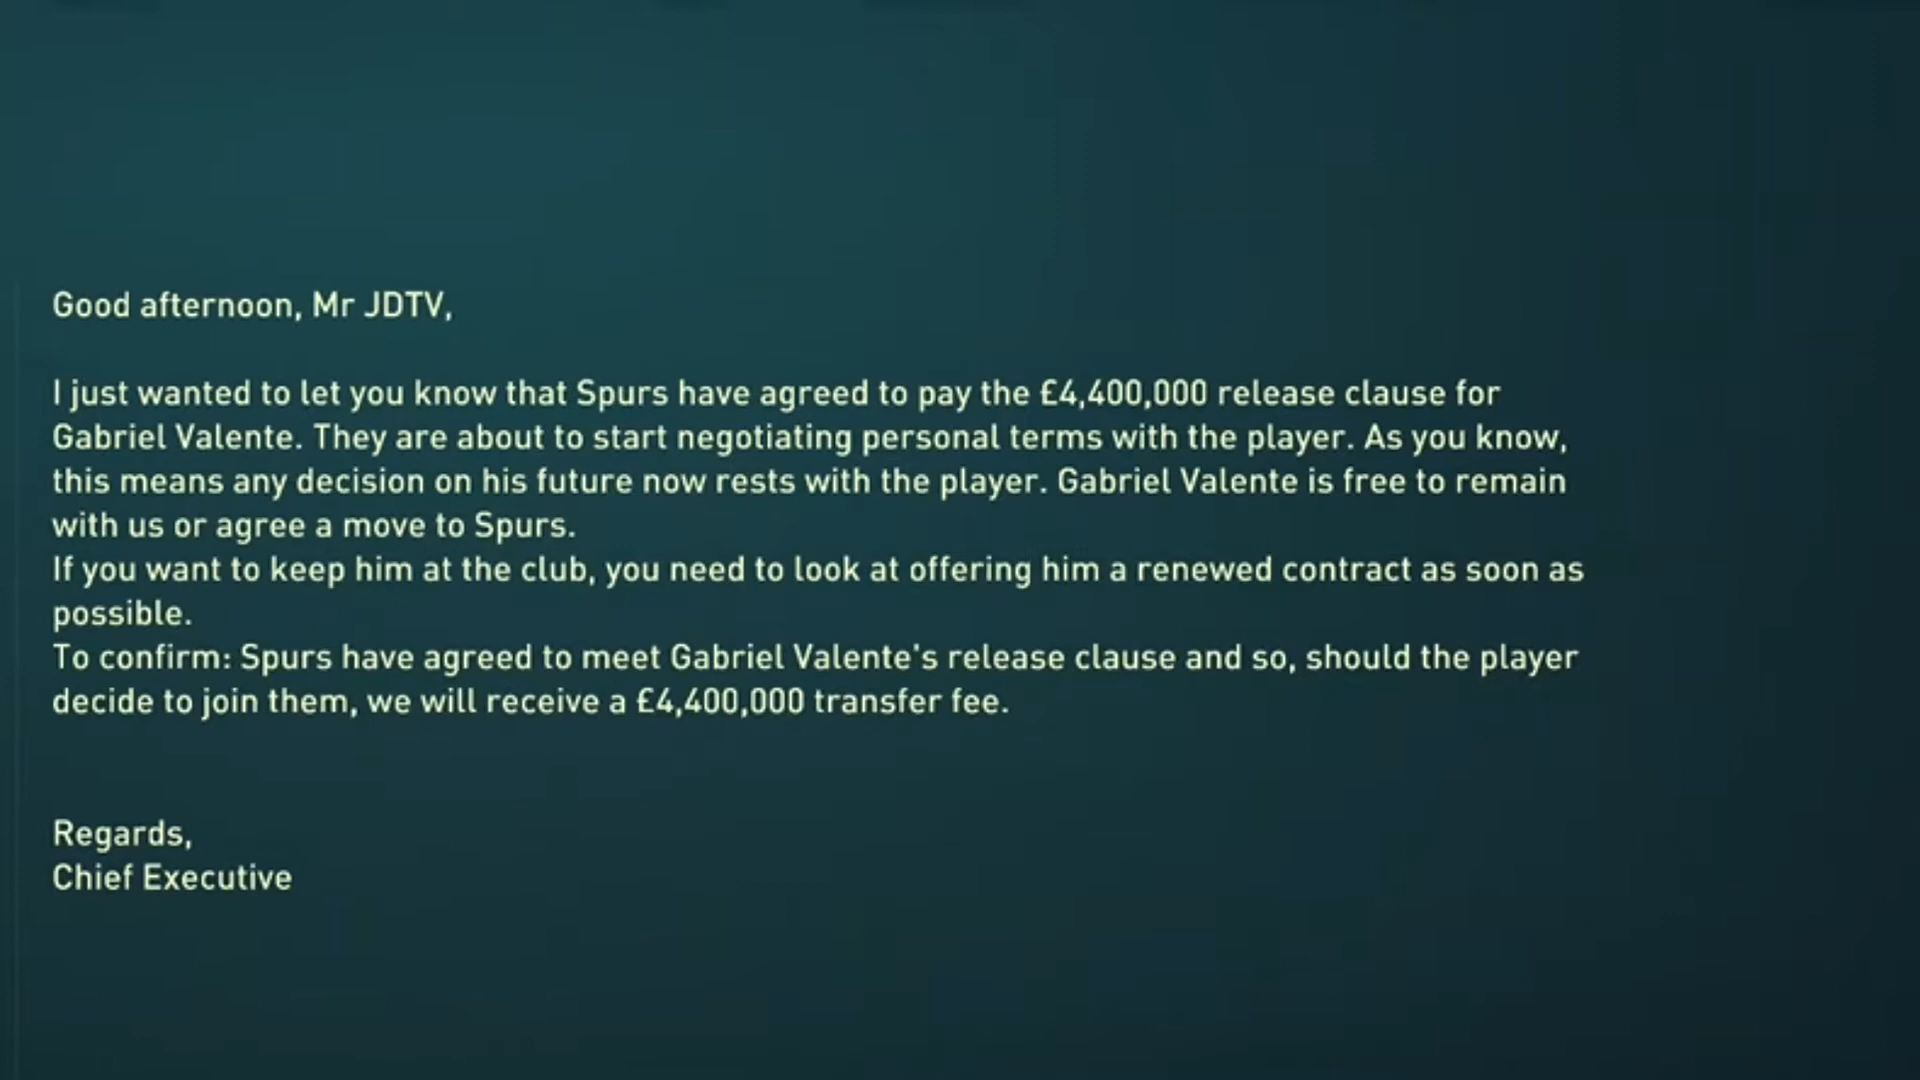 Good afternoon, Mr JDTV,
I just wanted to let you know that Spurs have agreed to pay the £4,400,000 release clause for
Gabriel Valente. They are about to start negotiating personal terms with the player. As you know,
this means any decision on his future now rests with the player. Gabriel Valente is free to remain
with us or agree a move to Spurs.
If you want to keep him at the club, you need to look at offering him a renewed contract as soon as
possible.
To confirm: Spurs have agreed to meet Gabriel Valente's release clause and so, should the player
decide to join them, we will receive a £4,400,000 transfer fee.
Regards,
Chief Executive